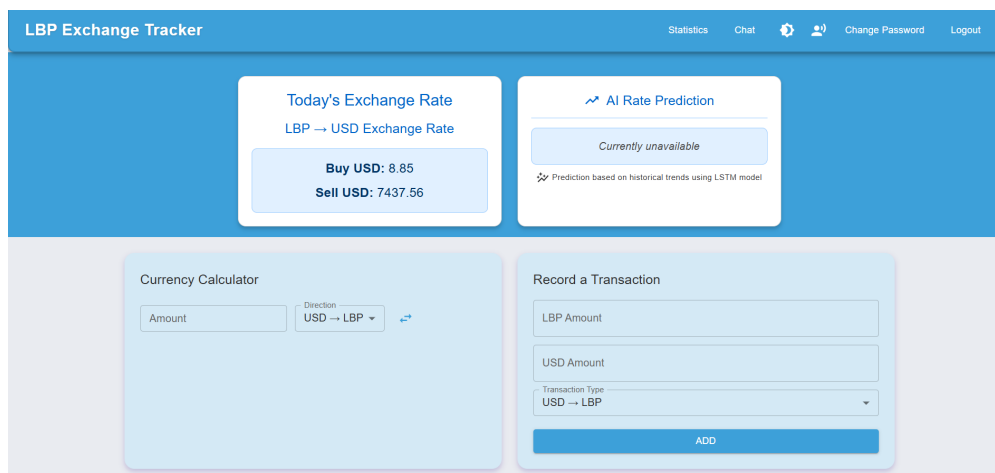 LBP Exchange Tracker
Statistics
Chat
Change Password
Logout
Today's Exchange Rate
LBP → USD Exchange Rate
Buy USD: 8.85
Sell USD: 7437.56
AI Rate Prediction
Currently unavailable
Prediction based on historical trends using LSTM model
Currency Calculator
Amount
Direction
USD → LBP
Record a Transaction
LBP Amount
USD Amount
Transaction Type
USD → LBP
ADD